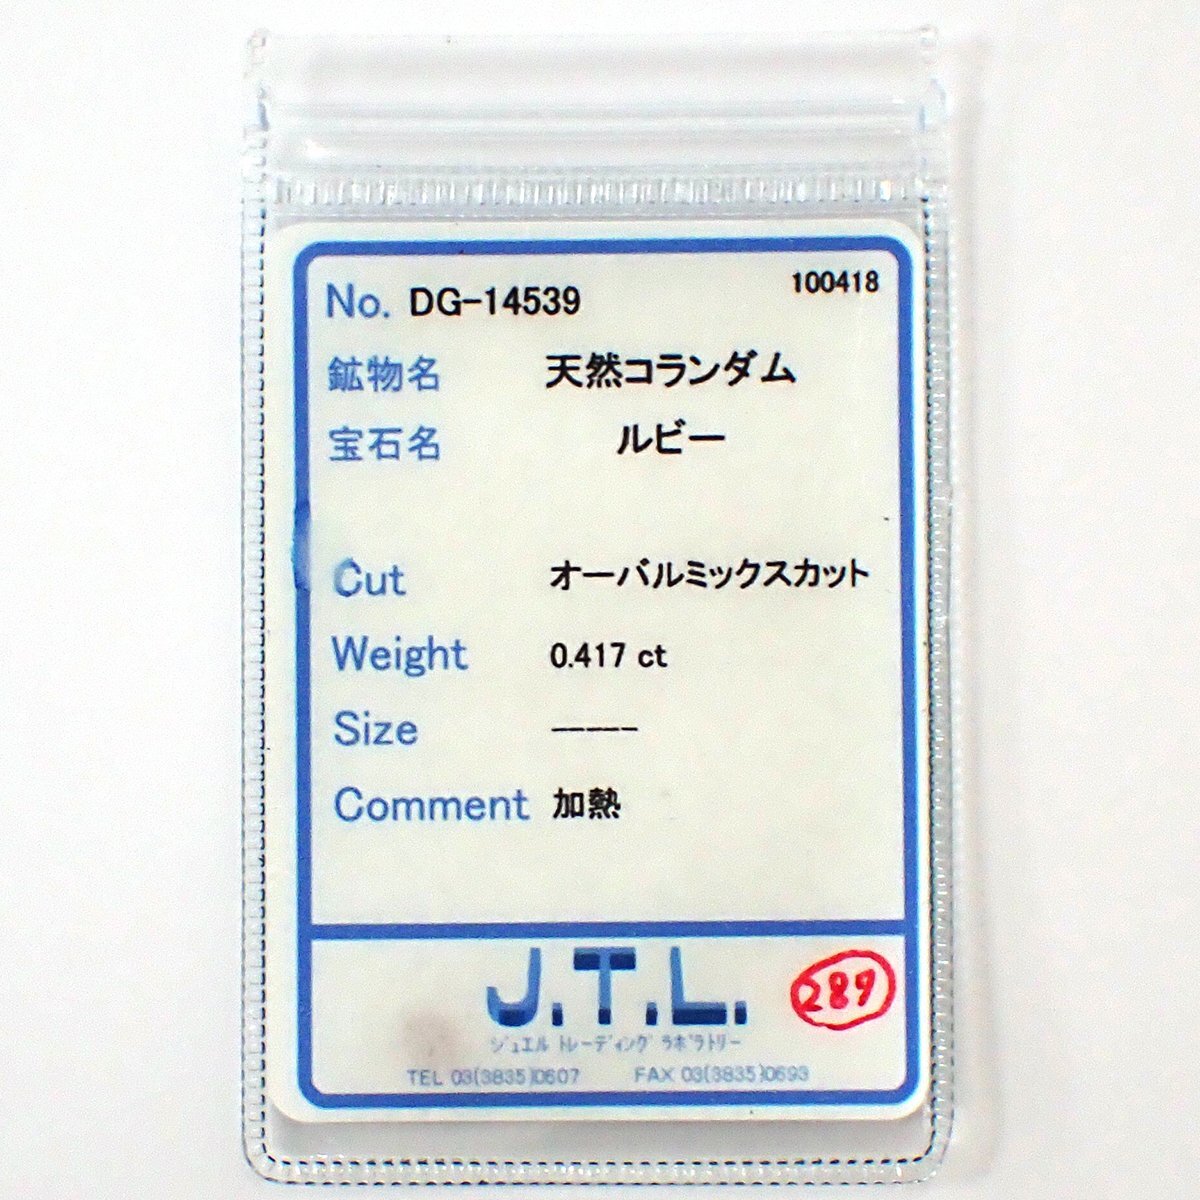 No. DG-14539 100418
鉱物名 天然コランダム
宝石名 ルビー
Cut オーバルミックスカット
Weight 0.417 ct
Size -----
Comment 加熱
J.T.L.
289
ジュエル トレーディング ラボラトリー
TEL 03(3835)0607 FAX 03(3835)0693